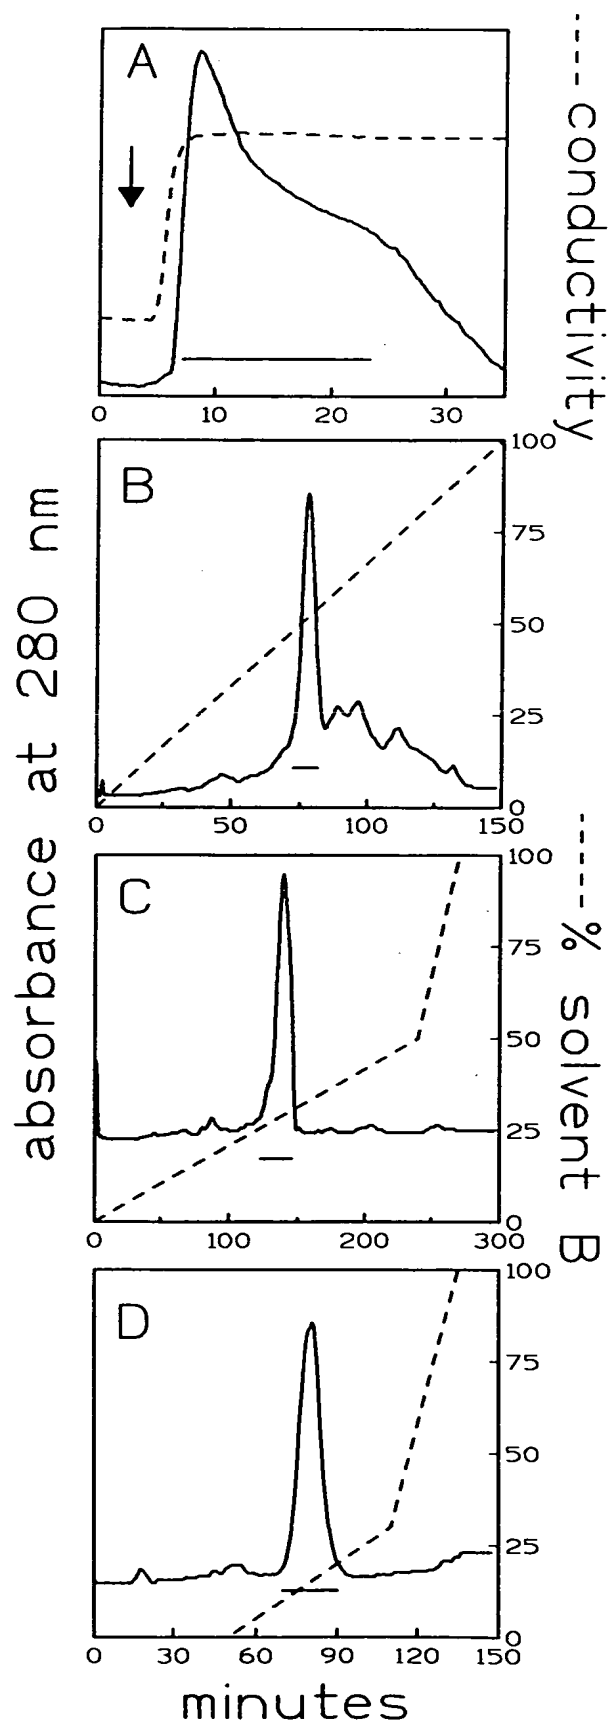 A
0 10 20 30
---- conductivity
B
100
75
50
25
0
0 50 100 150
absorbance at 280 nm
C
100
75
50
25
0
0 100 200 300
---- % solvent B
D
100
75
50
25
0
0 30 60 90 120 150
minutes